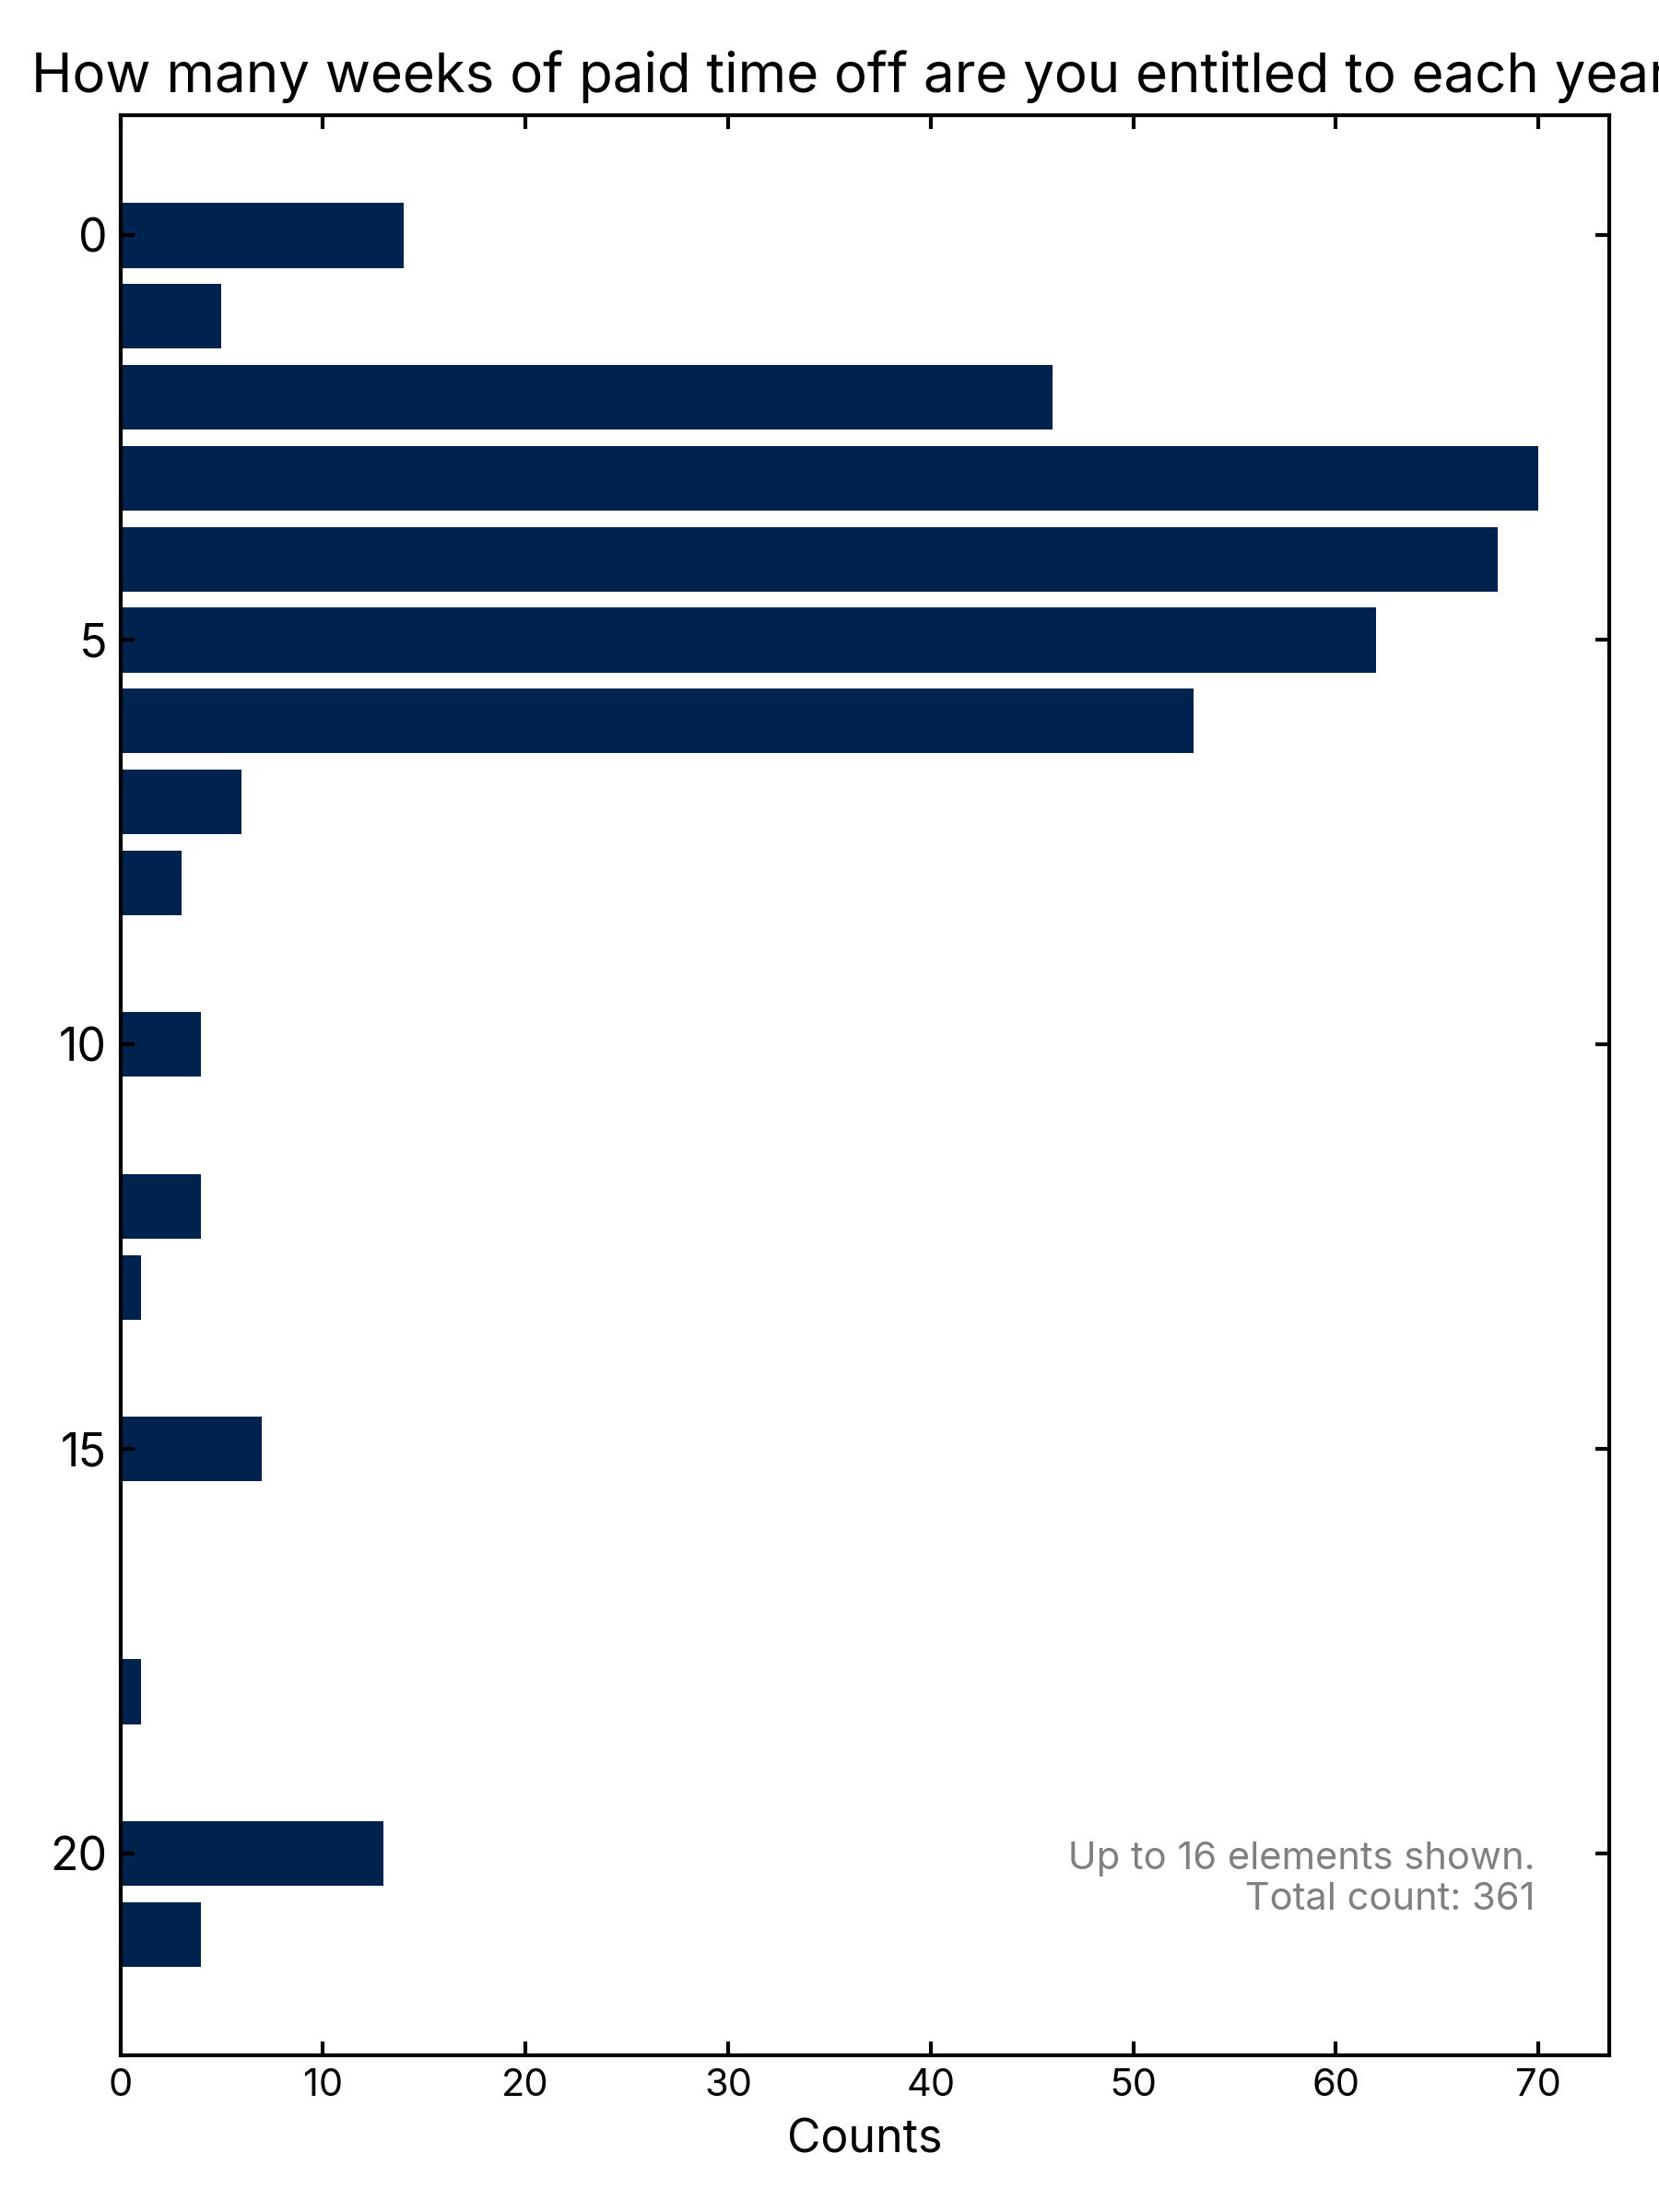 How many weeks of paid time off are you entitled to each year
0
5
10
15
20
Up to 16 elements shown.
Total count: 361
0 10 20 30 40 50 60 70
Counts